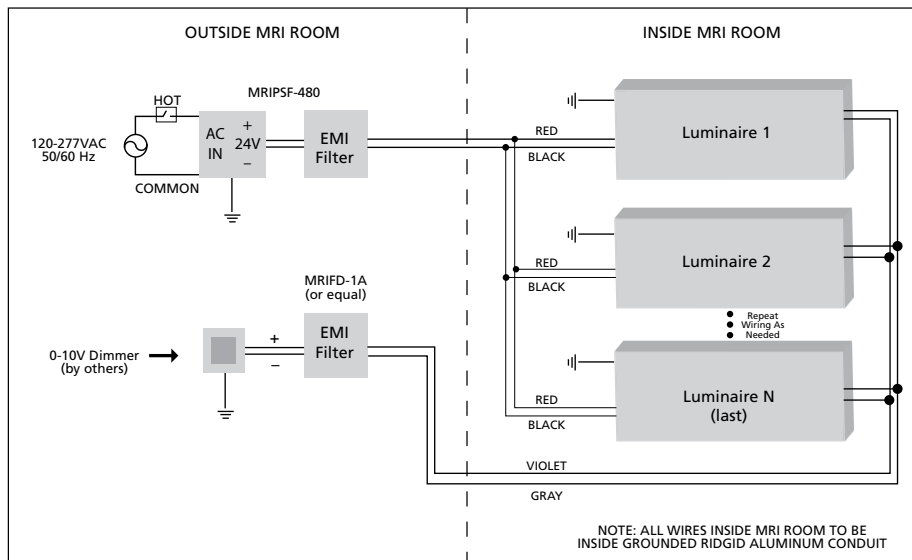 OUTSIDE MRI ROOM
INSIDE MRI ROOM
MRIPSF-480
HOT
120-277VAC
50/60 Hz
COMMON
AC
IN
+
24V
–
EMI
Filter
RED
BLACK
Luminaire 1
RED
BLACK
Luminaire 2
Repeat
Wiring As
Needed
MRIFD-1A
(or equal)
0-10V Dimmer
(by others)
+
–
EMI
Filter
RED
BLACK
Luminaire N
(last)
VIOLET
GRAY
NOTE: ALL WIRES INSIDE MRI ROOM TO BE
INSIDE GROUNDED RIDGID ALUMINUM CONDUIT